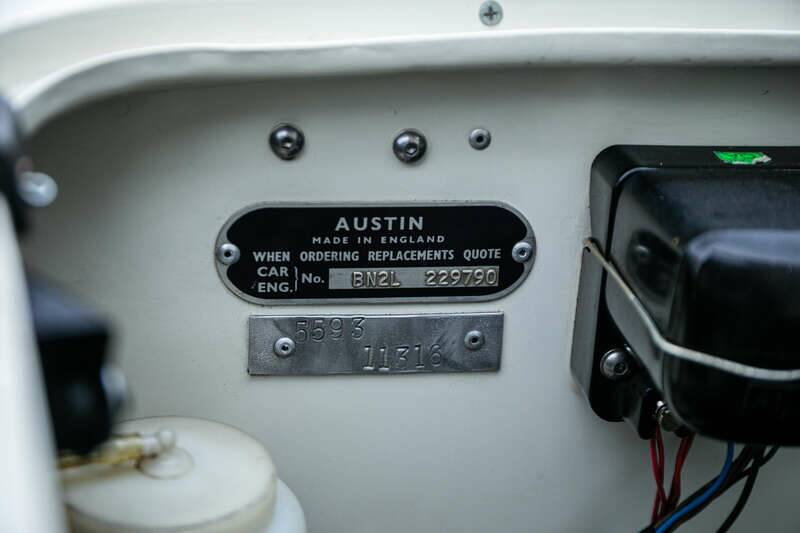 AUSTIN
MADE IN ENGLAND
WHEN ORDERING REPLACEMENTS QUOTE
CAR
ENG. } No. BN2L 229790
5593
11316